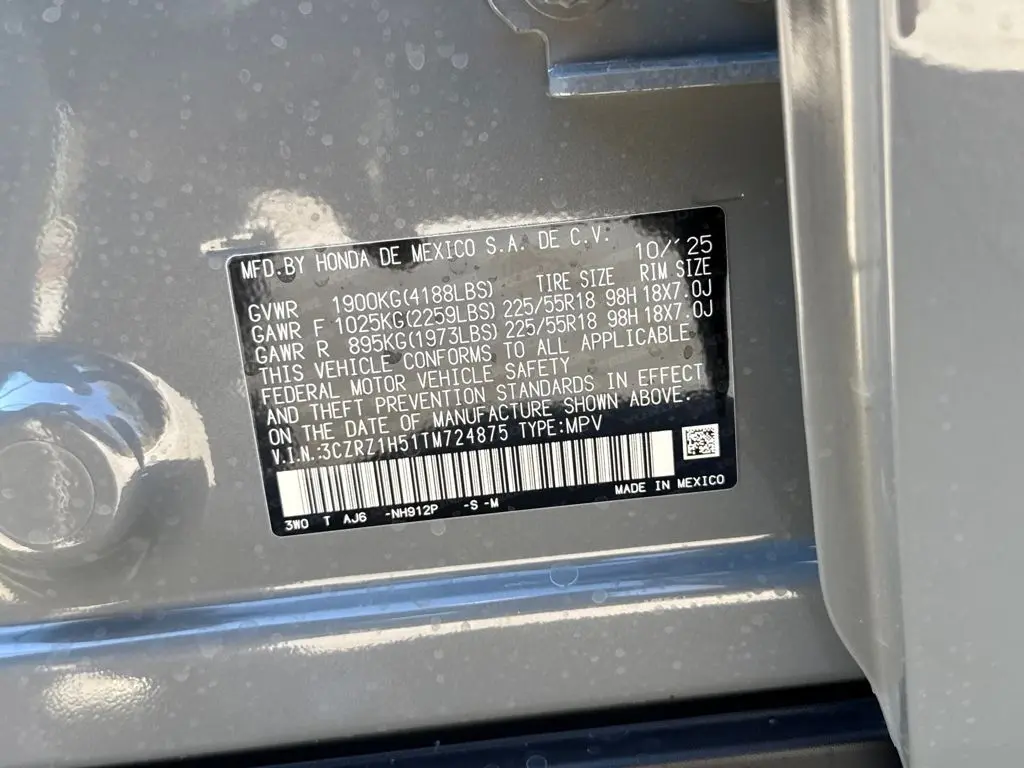 MFD.BY HONDA DE MEXICO S.A. DE C.V. 10/'25
TIRE SIZE RIM SIZE
GVWR 1900KG(4188LBS)
GAWR F 1025KG(2259LBS) 225/55R18 98H 18X7.0J
GAWR R 895KG(1973LBS) 225/55R18 98H 18X7.0J
THIS VEHICLE CONFORMS TO ALL APPLICABLE
FEDERAL MOTOR VEHICLE SAFETY
AND THEFT PREVENTION STANDARDS IN EFFECT
ON THE DATE OF MANUFACTURE SHOWN ABOVE.
V.I.N.:3CZRZ1H51TM724875 TYPE:MPV
3W0 T AJ6 -NH912P -S -M MADE IN MEXICO